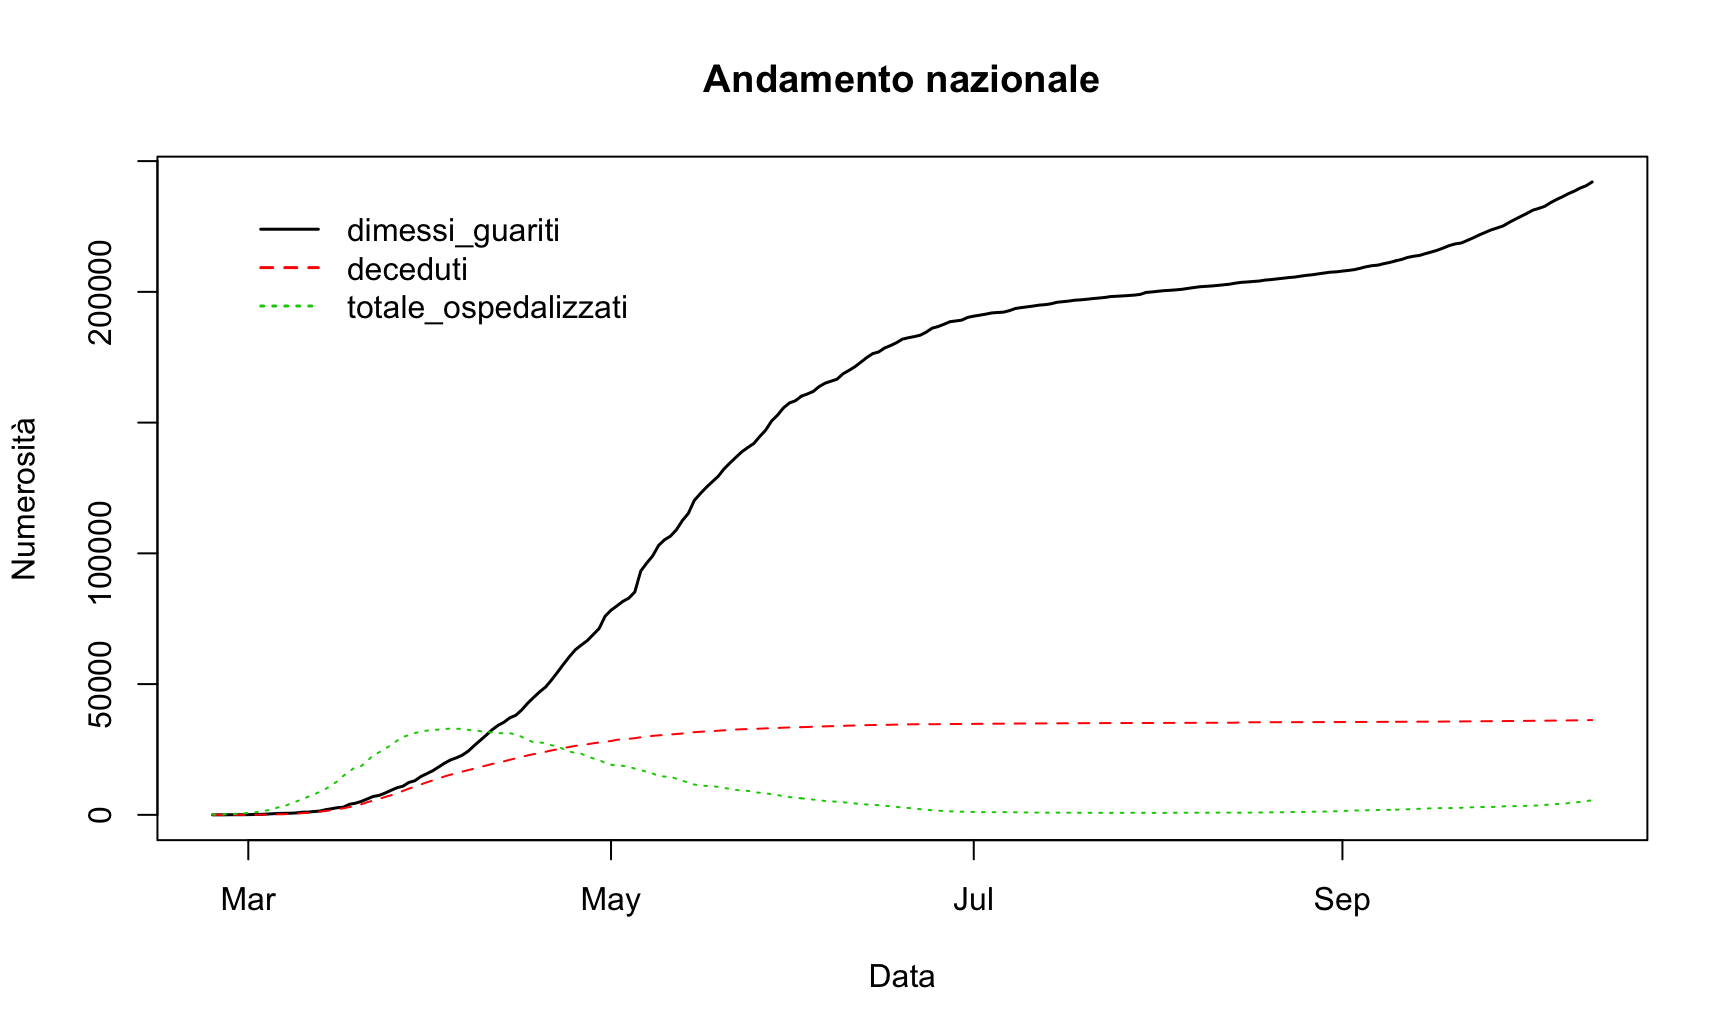 Andamento nazionale
dimessi_guariti
deceduti
totale_ospedalizzati
Numerosità
200000
100000
50000
0
Mar May Jul Sep
Data